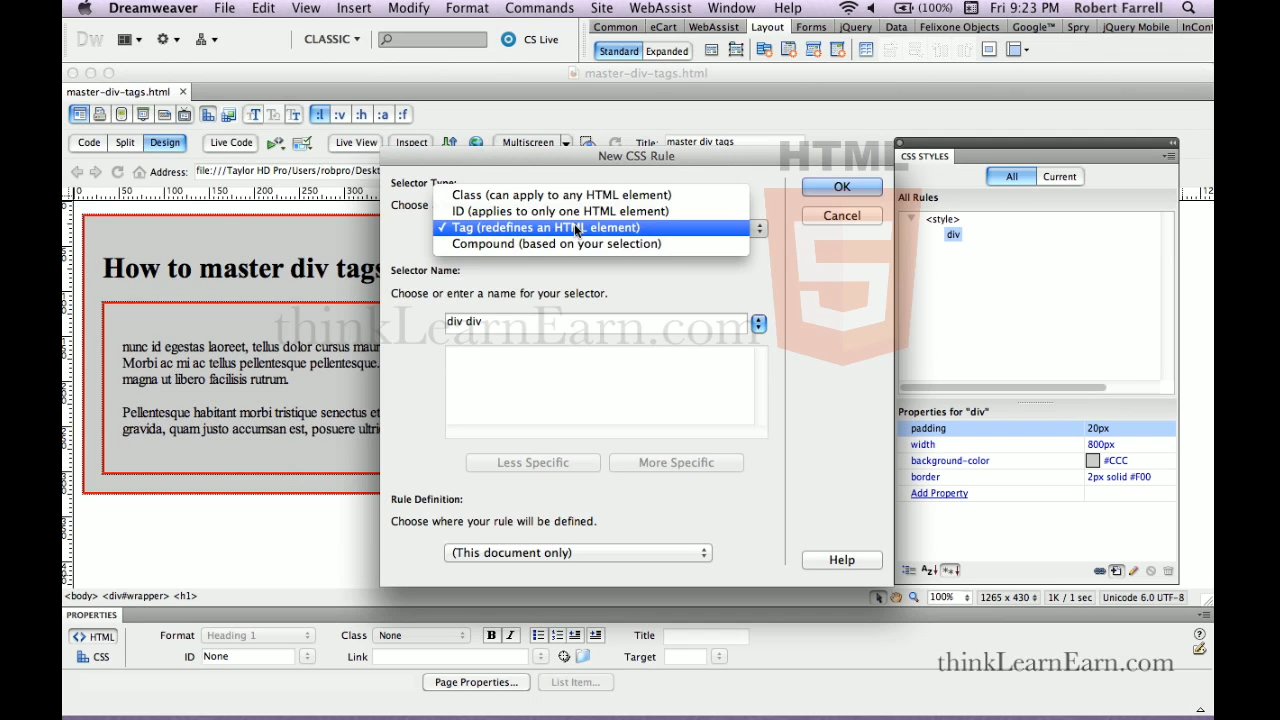 Dreamweaver File Edit View Insert Modify Format Commands Site WebAssist Window Help (100%) Fri 9:23 PM Robert Farrell
Common eCart WebAssist Layout Forms jQuery Data Felixone Objects Google™ Spry jQuery Mobile InCont
Dw CLASSIC CS Live
Standard Expanded
master-div-tags.html
master-div-tags.html
:l :v :h :a :f
Code Split Design Live Code Live View Inspect Multiscreen Title: master div tags
Address: file:///Taylor HD Pro/Users/robpro/Deskt
0 50 100 150 200 250 300
New CSS Rule
HTML
5
Selector Type:
Choose
Class (can apply to any HTML element)
ID (applies to only one HTML element)
✓ Tag (redefines an HTML element)
Compound (based on your selection)
OK
Cancel
Selector Name:
Choose or enter a name for your selector.
div div
thinkLearnEarn.com
Less Specific More Specific
Rule Definition:
Choose where your rule will be defined.
(This document only)
Help
How to master div tags
nunc id egestas laoreet, tellus dolor cursus maur
Morbi ac mi ac tellus pellentesque pellentesque.
magna ut libero facilisis rutrum.
Pellentesque habitant morbi tristique senectus et
gravida, quam justo accumsan est, posuere ultric
CSS STYLES
All Current
All Rules
<style>
div
Properties for "div"
padding 20px
width 800px
background-color #CCC
border 2px solid #F00
Add Property
<body> <div#wrapper> <h1> 100% 1265 x 430 1K / 1 sec Unicode 6.0 UTF-8
PROPERTIES
<> HTML Format Heading 1 Class None B I Title
CSS ID None Link Target
Page Properties... List Item...
thinkLearnEarn.com